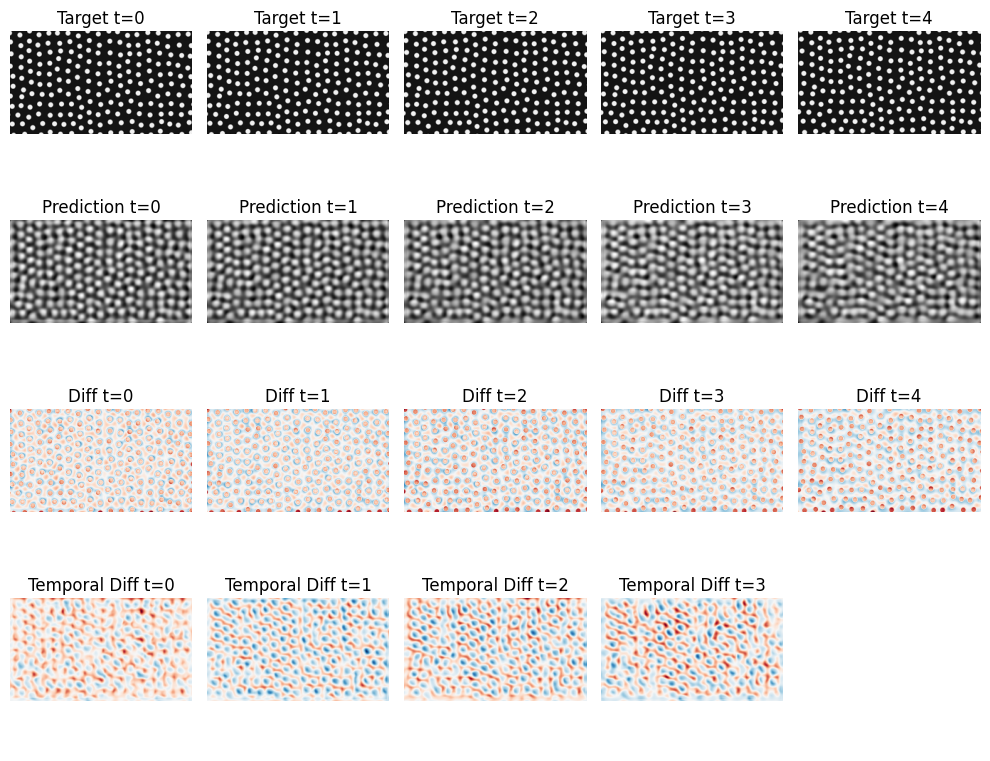 Target t=0
Target t=1
Target t=2
Target t=3
Target t=4
Prediction t=0
Prediction t=1
Prediction t=2
Prediction t=3
Prediction t=4
Diff t=0
Diff t=1
Diff t=2
Diff t=3
Diff t=4
Temporal Diff t=0
Temporal Diff t=1
Temporal Diff t=2
Temporal Diff t=3